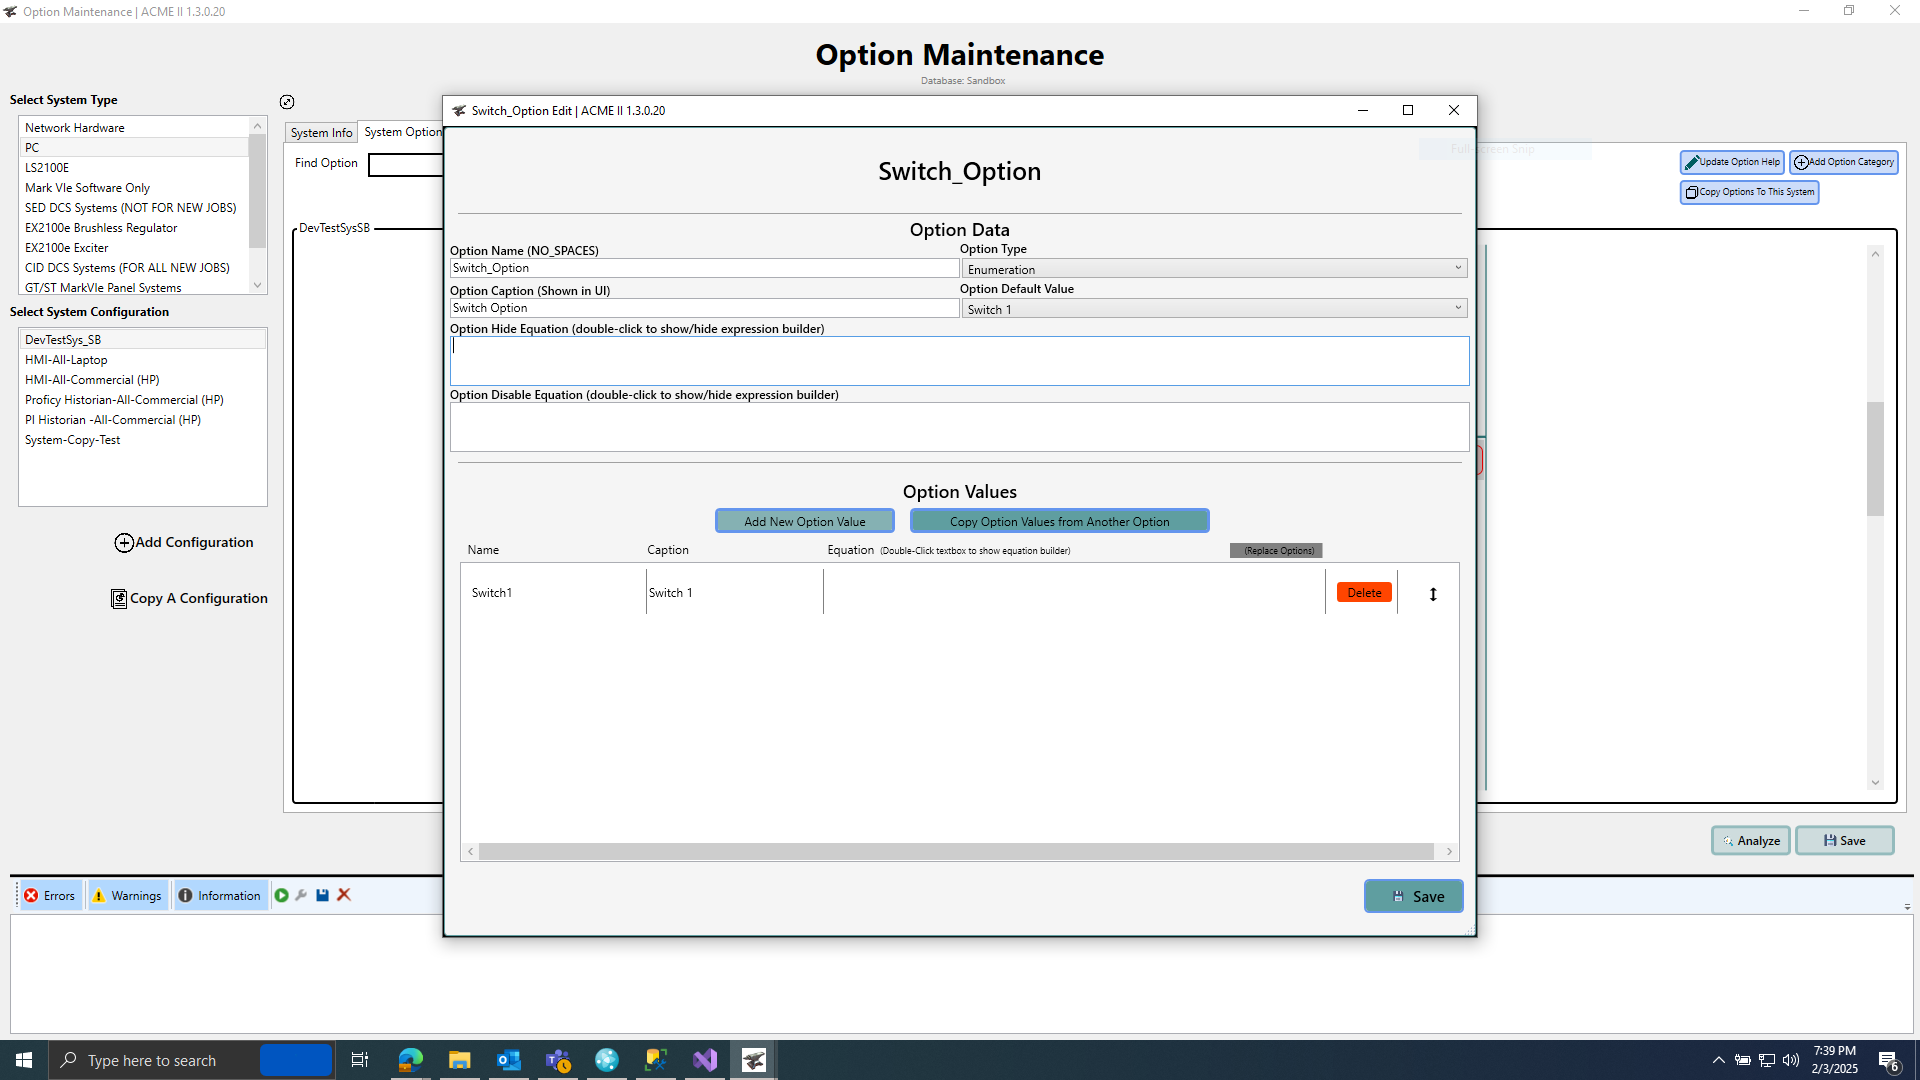 Option Maintenance | ACME II 1.3.0.20
Option Maintenance
Database: Sandbox
Select System Type
Network Hardware
PC
LS2100E
Mark VIe Software Only
SED DCS Systems (NOT FOR NEW JOBS)
EX2100e Brushless Regulator
EX2100e Exciter
CID DCS Systems (FOR ALL NEW JOBS)
GT/ST MarkVIe Panel Systems
Select System Configuration
DevTestSys_SB
HMI-All-Laptop
HMI-All-Commercial (HP)
Proficy Historian-All-Commercial (HP)
PI Historian -All-Commercial (HP)
System-Copy-Test
Add Configuration
Copy A Configuration
System Info
System Option
Find Option
DevTestSysSB
Full-screen Snip
Update Option Help
Add Option Category
Copy Options To This System
Switch_Option Edit | ACME II 1.3.0.20
Switch_Option
Option Data
Option Name (NO_SPACES)
Option Type
Switch_Option
Enumeration
Option Caption (Shown in UI)
Option Default Value
Switch Option
Switch 1
Option Hide Equation (double-click to show/hide expression builder)
Option Disable Equation (double-click to show/hide expression builder)
Option Values
Add New Option Value
Copy Option Values from Another Option
Name
Caption
Equation (Double-Click textbox to show equation builder)
(Replace Options)
Switch1
Switch 1
Delete
Save
Analyze
Save
Errors
Warnings
Information
Type here to search
7:39 PM
2/3/2025
6